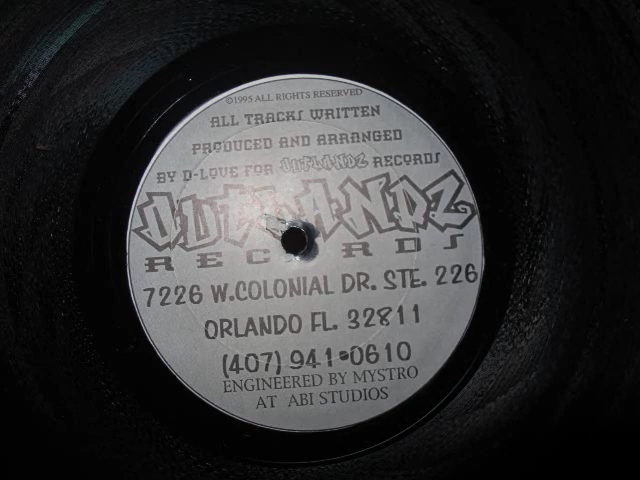 ©1995 ALL RIGHTS RESERVED
ALL TRACKS WRITTEN
PRODUCED AND ARRANGED
BY D-LOVE FOR OUTLANDZ RECORDS
OUTLANDZ
RECORDS
7226 W.COLONIAL DR. STE. 226
ORLANDO FL. 32811
(407) 941-0610
ENGINEERED BY MYSTRO
AT ABI STUDIOS